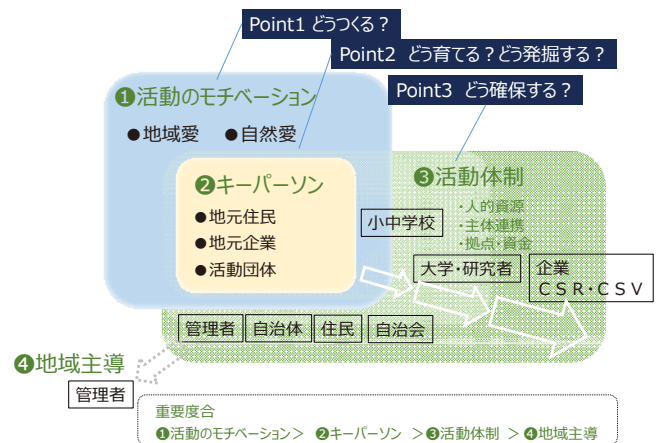 Point1 どうつくる？
Point2 どう育てる？どう発掘する？
Point3 どう確保する？
❶活動のモチベーション
●地域愛 ●自然愛
❷キーパーソン
●地元住民
●地元企業
●活動団体
❸活動体制
・人的資源
・主体連携
・拠点・資金
小中学校
大学・研究者
企業
ＣＳＲ・ＣＳＶ
管理者
自治体
住民
自治会
❹地域主導
管理者
重要度合
❶活動のモチベーション＞ ❷キーパーソン ＞❸活動体制 ＞❹地域主導